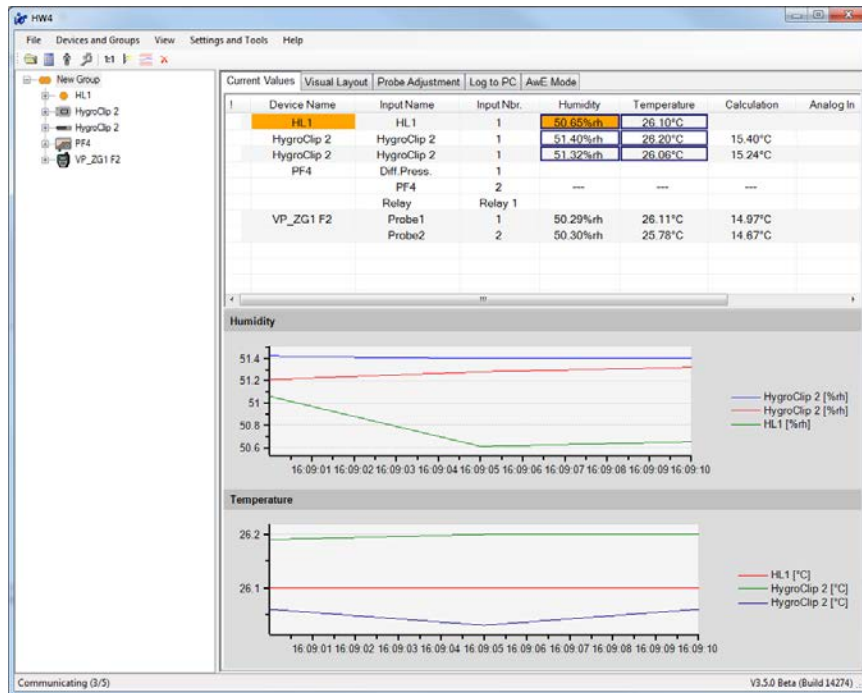 HW4
File Devices and Groups View Settings and Tools Help
New Group
HL1
HygroClip 2
HygroClip 2
PF4
VP_ZG1 F2
Current Values Visual Layout Probe Adjustment Log to PC AwE Mode
! Device Name Input Name Input Nbr. Humidity Temperature Calculation Analog In
HL1 HL1 1 50.65%rh 26.10°C
HygroClip 2 HygroClip 2 1 51.40%rh 26.20°C 15.40°C
HygroClip 2 HygroClip 2 1 51.32%rh 26.06°C 15.24°C
PF4 Diff.Press. 1
PF4 2 --- --- ---
Relay Relay 1
VP_ZG1 F2 Probe1 1 50.29%rh 26.11°C 14.97°C
Probe2 2 50.30%rh 25.78°C 14.67°C
Humidity
51.4
51.2
51
50.8
50.6
16:09:01 16:09:02 16:09:03 16:09:04 16:09:05 16:09:06 16:09:07 16:09:08 16:09:09 16:09:10
HygroClip 2 [%rh]
HygroClip 2 [%rh]
HL1 [%rh]
Temperature
26.2
26.1
16:09:01 16:09:02 16:09:03 16:09:04 16:09:05 16:09:06 16:09:07 16:09:08 16:09:09 16:09:10
HL1 [°C]
HygroClip 2 [°C]
HygroClip 2 [°C]
Communicating (3/5) V3.5.0 Beta (Build 14274)